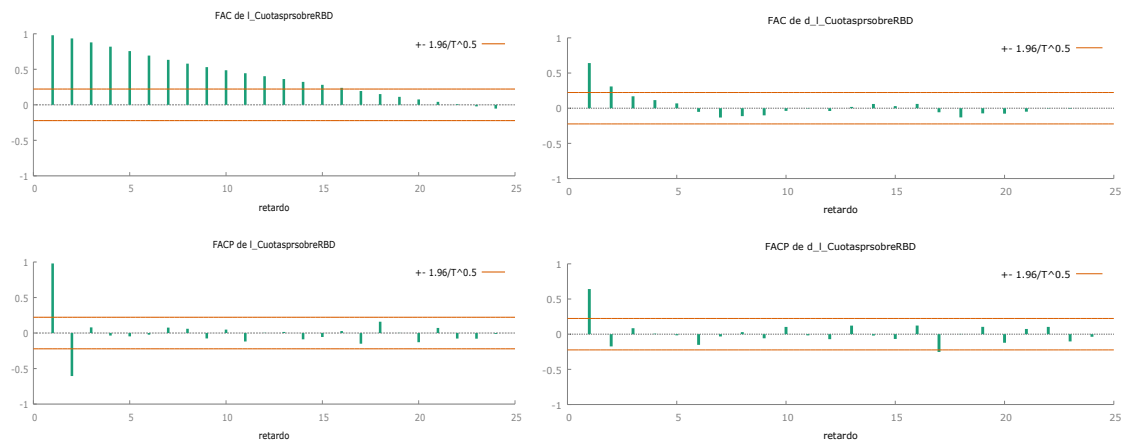 FAC de l_CuotasprsobreRBD
+- 1.96/T^0.5
1
0.5
0
-0.5
-1
0 5 10 15 20 25
retardo
FAC de d_l_CuotasprsobreRBD
+- 1.96/T^0.5
1
0.5
0
-0.5
-1
0 5 10 15 20 25
retardo
FACP de l_CuotasprsobreRBD
+- 1.96/T^0.5
1
0.5
0
-0.5
-1
0 5 10 15 20 25
retardo
FACP de d_l_CuotasprsobreRBD
+- 1.96/T^0.5
1
0.5
0
-0.5
-1
0 5 10 15 20 25
retardo